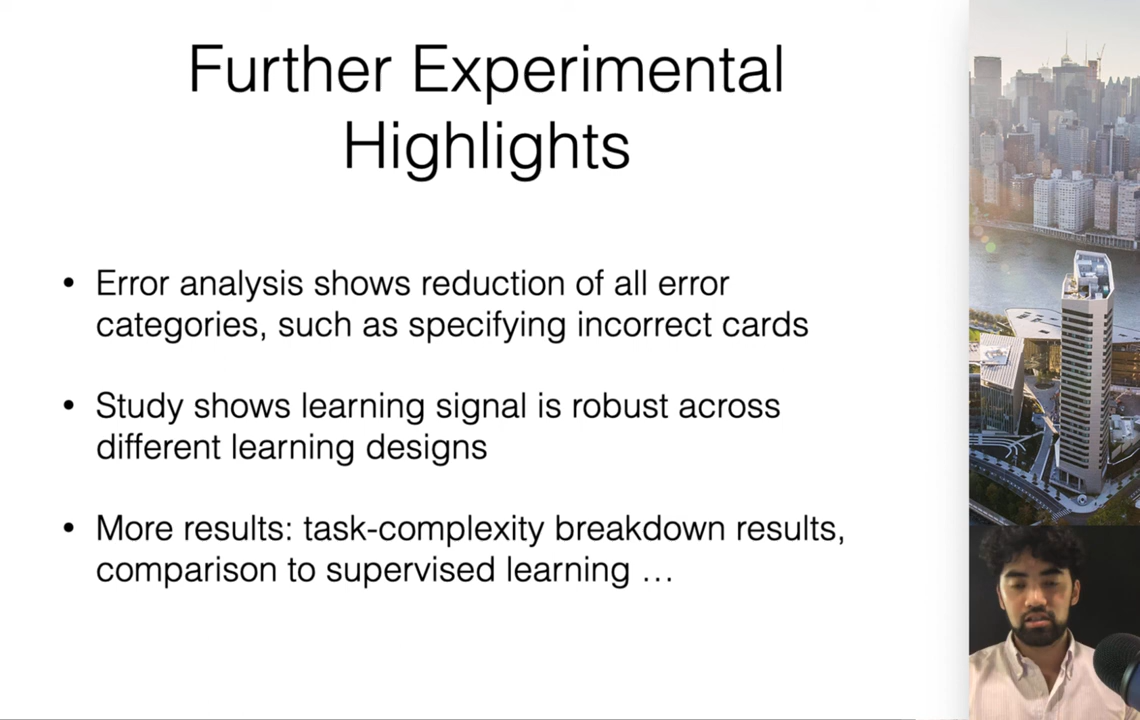 Further Experimental
Highlights
• Error analysis shows reduction of all error
categories, such as specifying incorrect cards
• Study shows learning signal is robust across
different learning designs
• More results: task-complexity breakdown results,
comparison to supervised learning …